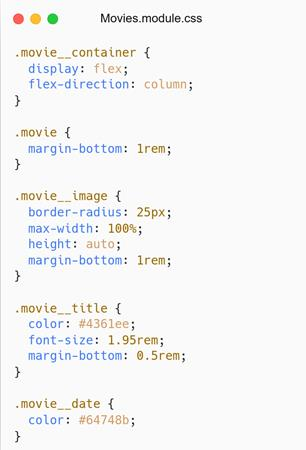 Movies.module.css
.movie__container {
  display: flex;
  flex-direction: column;
}
.movie {
  margin-bottom: 1rem;
}
.movie__image {
  border-radius: 25px;
  max-width: 100%;
  height: auto;
  margin-bottom: 1rem;
}
.movie__title {
  color: #4361ee;
  font-size: 1.95rem;
  margin-bottom: 0.5rem;
}
.movie__date {
  color: #64748b;
}